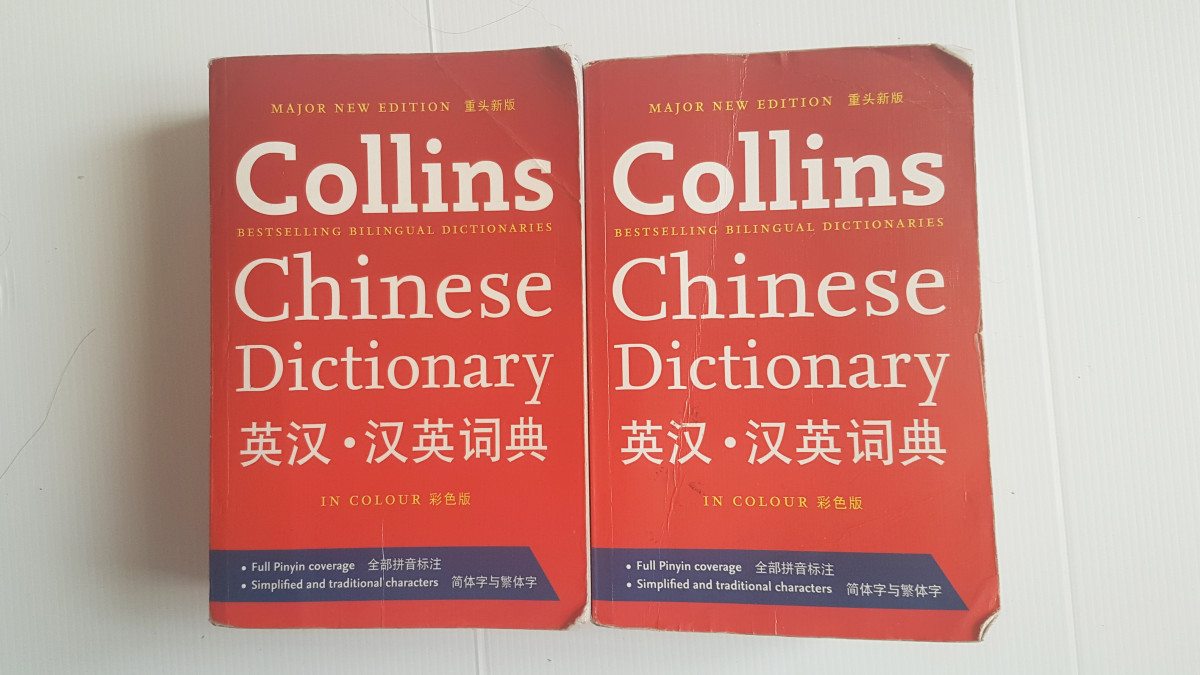 MAJOR NEW EDITION 重头新版
Collins
BESTSELLING BILINGUAL DICTIONARIES
Chinese
Dictionary
英汉·汉英词典
IN COLOUR 彩色版
• Full Pinyin coverage 全部拼音标注
• Simplified and traditional characters 简体字与繁体字
MAJOR NEW EDITION 重头新版
Collins
BESTSELLING BILINGUAL DICTIONARIES
Chinese
Dictionary
英汉·汉英词典
IN COLOUR 彩色版
• Full Pinyin coverage 全部拼音标注
• Simplified and traditional characters 简体字与繁体字